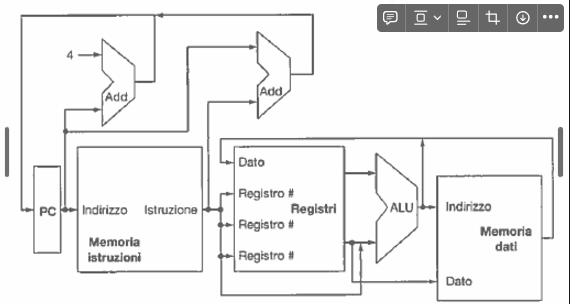 4
Add
Add
PC
Indirizzo
Istruzione
Memoria
istruzioni
Dato
Registro #
Registro #
Registro #
Registri
ALU
Indirizzo
Memoria
dati
Dato